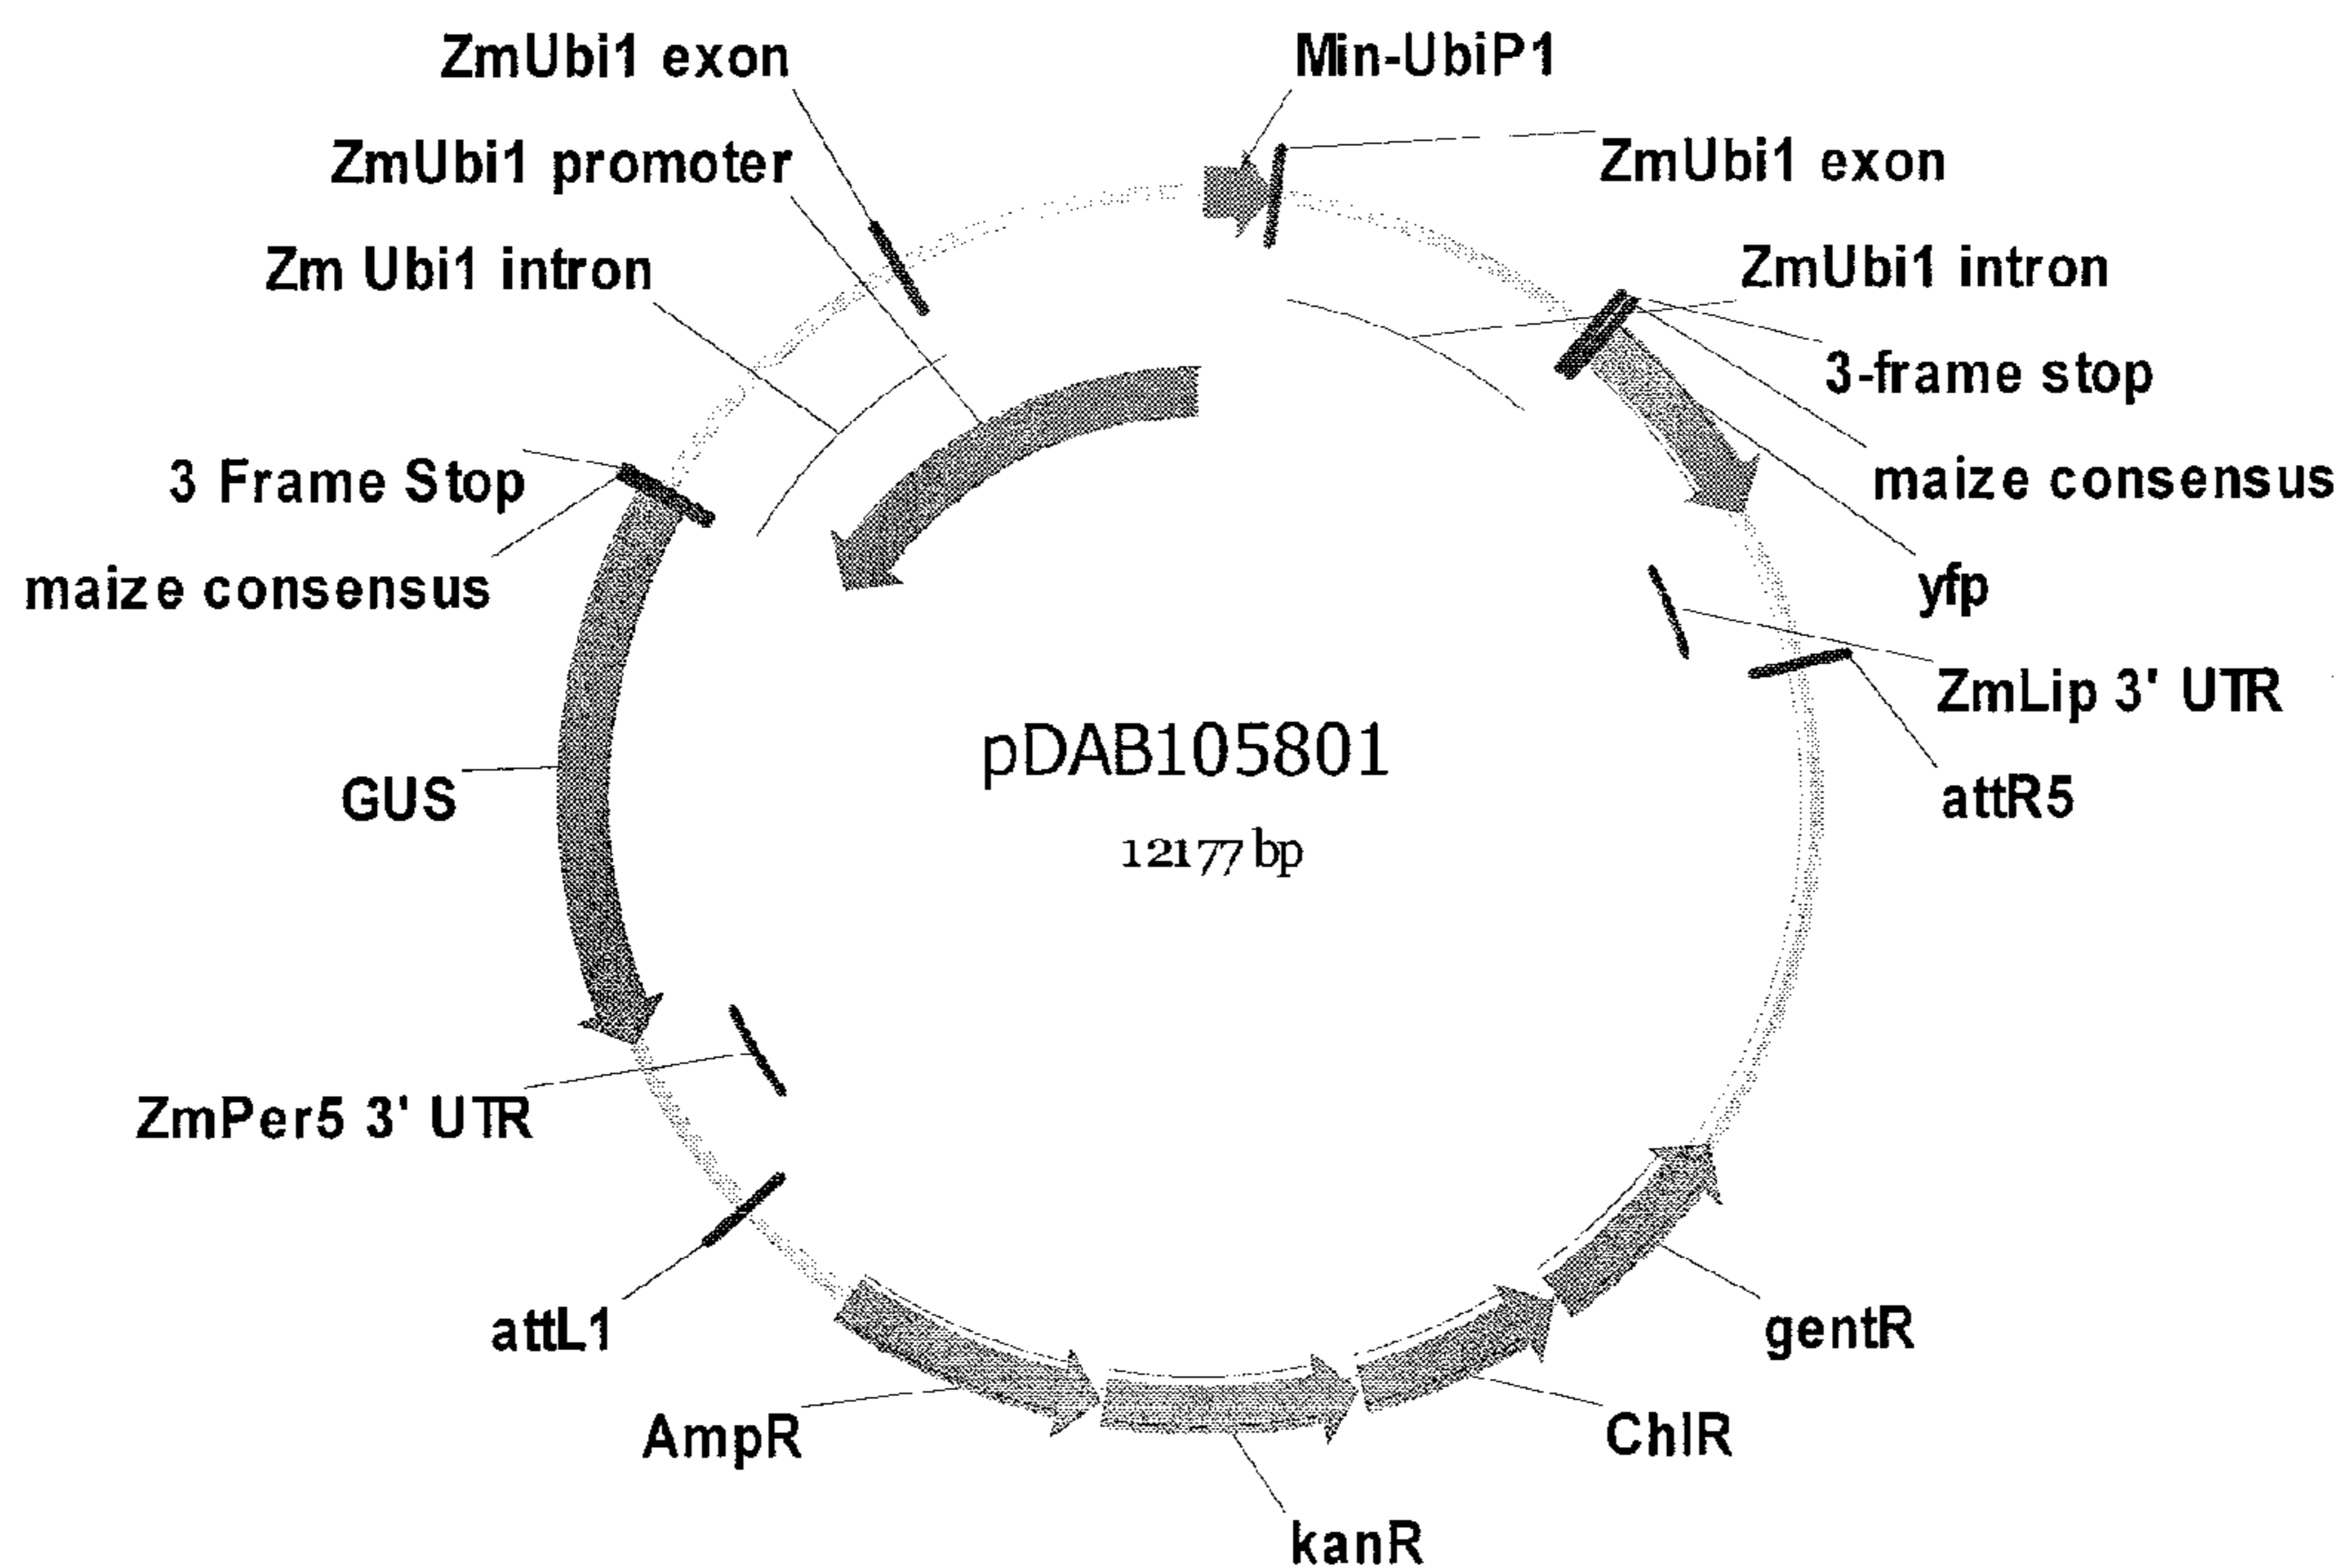 ZmUbi1 exon
Min-UbiP1
ZmUbi1 promoter
ZmUbi1 exon
Zm Ubi1 intron
ZmUbi1 intron
3-frame stop
3 Frame Stop
maize consensus
maize consensus
yfp
ZmLip 3' UTR
pDAB105801
GUS
attR5
12177 bp
ZmPer5 3' UTR
attL1
gentR
AmpR
ChlR
kanR